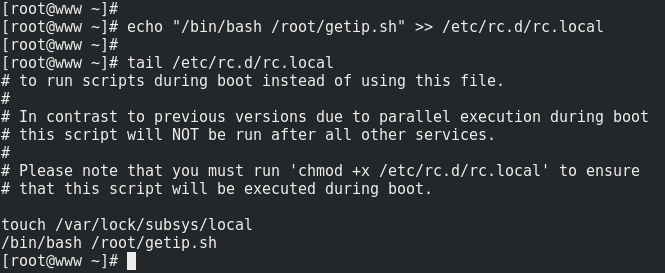 [root@www ~]#
[root@www ~]# echo "/bin/bash /root/getip.sh" >> /etc/rc.d/rc.local
[root@www ~]#
[root@www ~]# tail /etc/rc.d/rc.local
# to run scripts during boot instead of using this file.
#
# In contrast to previous versions due to parallel execution during boot
# this script will NOT be run after all other services.
#
# Please note that you must run 'chmod +x /etc/rc.d/rc.local' to ensure
# that this script will be executed during boot.

touch /var/lock/subsys/local
/bin/bash /root/getip.sh
[root@www ~]#